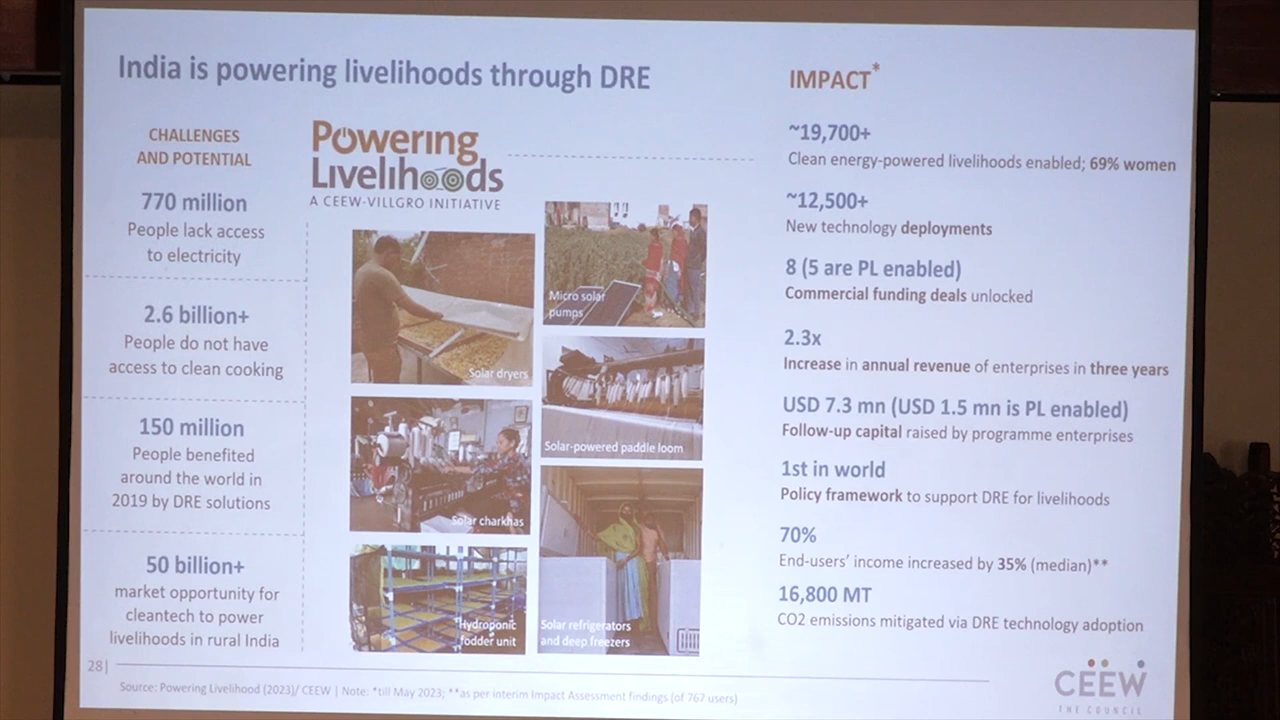 India is powering livelihoods through DRE
CHALLENGES
AND POTENTIAL
770 million
People lack access
to electricity
2.6 billion+
People do not have
access to clean cooking
150 million
People benefited
around the world in
2019 by DRE solutions
50 billion+
market opportunity for
cleantech to power
livelihoods in rural India
Powering
Livelihoods
A CEEW-VILLGRO INITIATIVE
Solar dryers
Micro solar
pumps
Solar-powered paddle loom
Solar charkhas
Hydroponic
fodder unit
Solar refrigerators
and deep freezers
IMPACT*
~19,700+
Clean energy-powered livelihoods enabled; 69% women
~12,500+
New technology deployments
8 (5 are PL enabled)
Commercial funding deals unlocked
2.3x
Increase in annual revenue of enterprises in three years
USD 7.3 mn (USD 1.5 mn is PL enabled)
Follow-up capital raised by programme enterprises
1st in world
Policy framework to support DRE for livelihoods
70%
End-users' income increased by 35% (median)**
16,800 MT
CO2 emissions mitigated via DRE technology adoption
28|
Source: Powering Livelihood (2023)/ CEEW | Note: *till May 2023; **as per interim Impact Assessment findings (of 767 users)
CEEW
THE COUNCIL